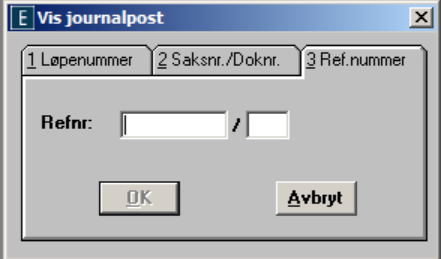 E Vis journalpost
1 Løpenummer 2 Saksnr./Doknr. 3 Ref.nummer
Refnr: /
OK Avbryt